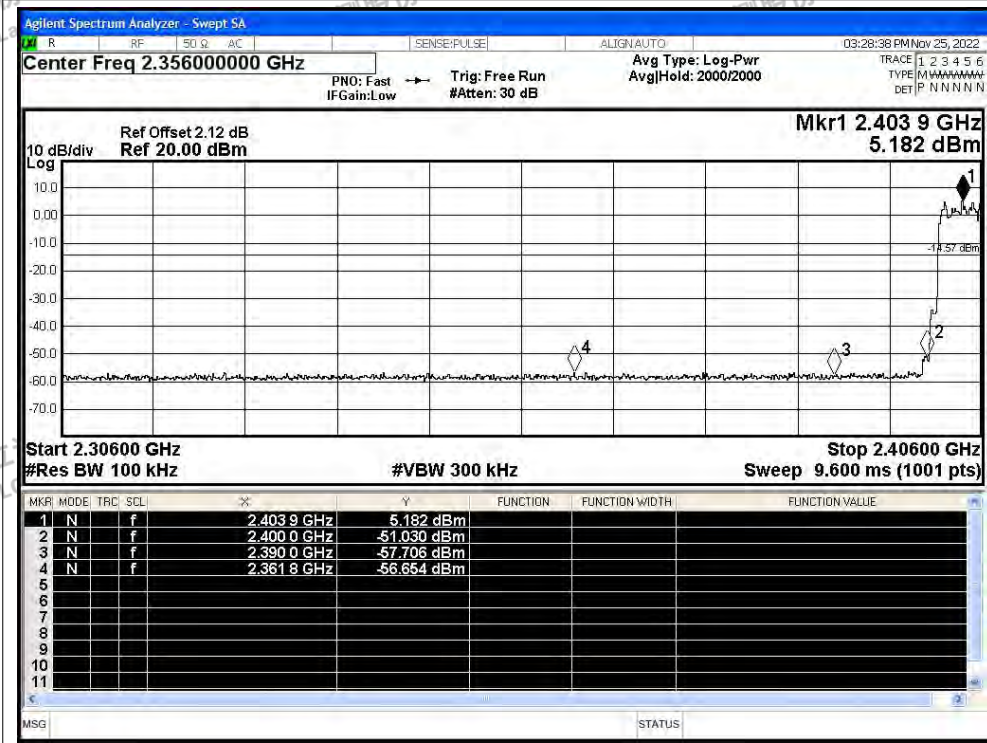 Agilent Spectrum Analyzer - Swept SA
LXI R RF 50 Ω AC SENSE:PULSE ALIGNAUTO 03:28:38 PM Nov 25, 2022
Center Freq 2.356000000 GHz
PNO: Fast
IFGain:Low
Trig: Free Run
#Atten: 30 dB
Avg Type: Log-Pwr
Avg|Hold: 2000/2000
TRACE 1 2 3 4 5 6
TYPE M
DET P N N N N N
Ref Offset 2.12 dB
10 dB/div Ref 20.00 dBm
Log
Mkr1 2.403 9 GHz
5.182 dBm
10.0
0.00
-10.0
-20.0
-30.0
-40.0
-50.0
-60.0
-70.0
1
-14.57 dBm
2
3
4
Start 2.30600 GHz Stop 2.40600 GHz
#Res BW 100 kHz #VBW 300 kHz Sweep 9.600 ms (1001 pts)
MKR MODE TRC SCL X Y FUNCTION FUNCTION WIDTH FUNCTION VALUE
1 N f 2.403 9 GHz 5.182 dBm
2 N f 2.400 0 GHz -51.030 dBm
3 N f 2.390 0 GHz -57.706 dBm
4 N f 2.361 8 GHz -56.654 dBm
5
6
7
8
9
10
11
MSG STATUS